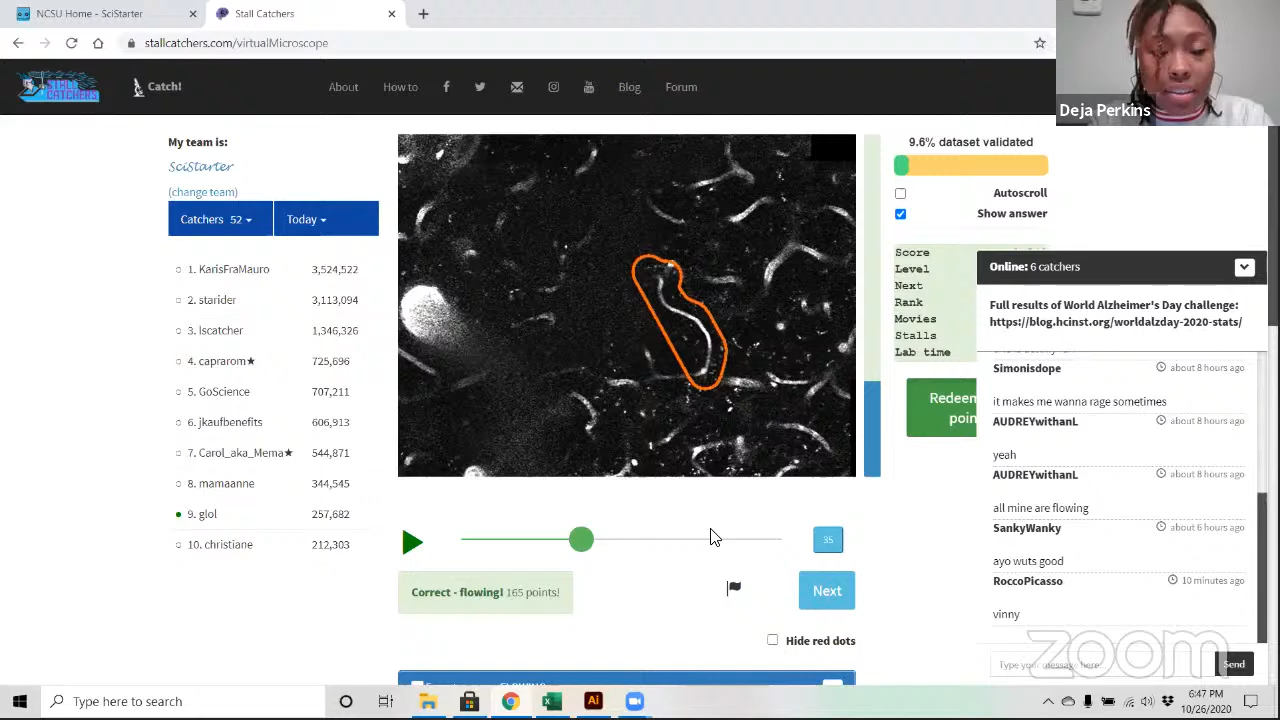 NCSU Home - SciStarter
Stall Catchers
stallcatchers.com/virtualMicroscope
Deja Perkins
STALL CATCHERS
Catch!
About
How to
Blog
Forum
My team is:
SciStarter
(change team)
Catchers 52
Today
1. KarisFraMauro 3,524,522
2. starider 3,113,094
3. lscatcher 1,346,326
4. caprarom★ 725,696
5. GoScience 707,211
6. jkaufbenefits 606,913
7. Carol_aka_Mema★ 544,871
8. mamaanne 344,545
9. glol 257,682
10. christiane 212,303
35
Correct - flowing! 165 points!
Next
Hide red dots
9.6% dataset validated
Autoscroll
Show answer
Score
Level
Next
Rank
Movies
Stalls
Lab time
Online: 6 catchers
Full results of World Alzheimer's Day challenge:
https://blog.hcinst.org/worldalzday-2020-stats/
Simonisdope about 8 hours ago
it makes me wanna rage sometimes
AUDREYwithanL about 8 hours ago
yeah
AUDREYwithanL about 8 hours ago
all mine are flowing
SankyWanky about 6 hours ago
ayo wuts good
RoccoPicasso 10 minutes ago
vinny
Type your message here...
Send
zoom
Type here to search
Ai
6:47 PM
10/26/2020